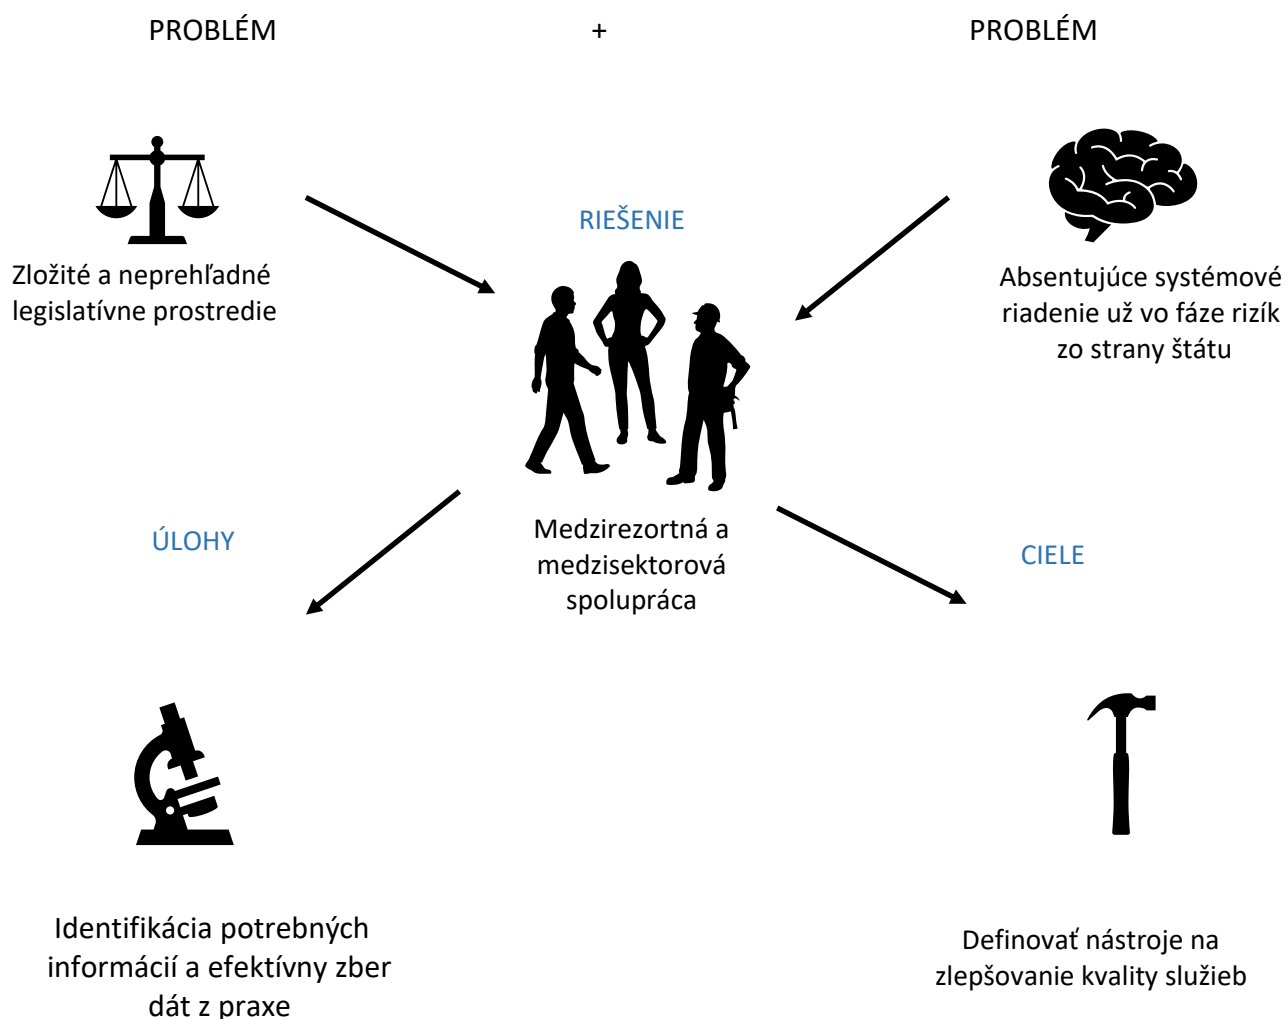 PROBLÉM + PROBLÉM
RIEŠENIE
Zložité a neprehľadné
legislatívne prostredie
Absentujúce systémové
riadenie už vo fáze rizík
zo strany štátu
Medzirezortná a
medzisektorová
spolupráca
ÚLOHY
CIELE
Identifikácia potrebných
informácií a efektívny zber
dát z praxe
Definovať nástroje na
zlepšovanie kvality služieb